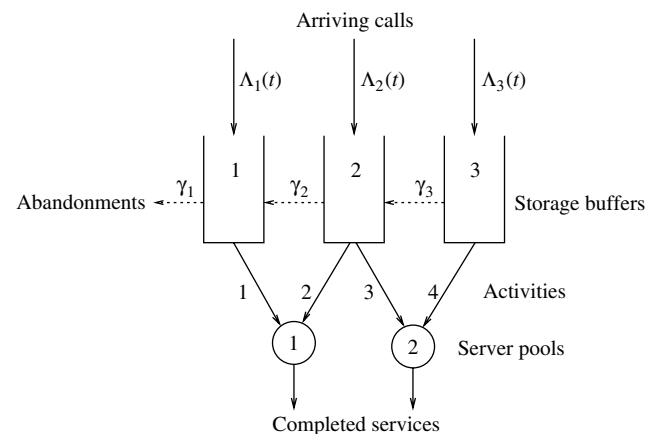 Arriving calls
Λ1(t) Λ2(t) Λ3(t)
1 2 3
γ1 γ2 γ3
Abandonments Storage buffers
1 2 3 4 Activities
1 2 Server pools
Completed services